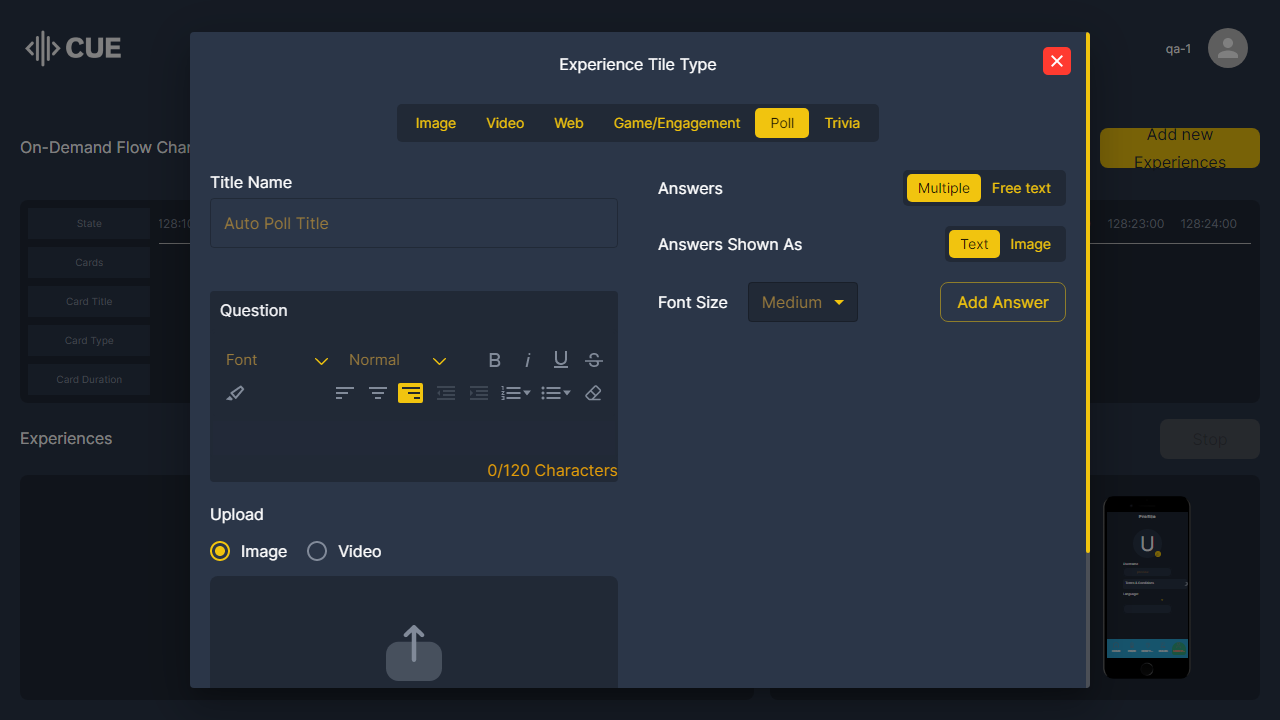 CUE
qa-1
Experience Tile Type
Image Video Web Game/Engagement Poll Trivia
On-Demand Flow Char
Add new
Experiences
Title Name
Auto Poll Title
Answers
Multiple Free text
State
128:10
128:23:00 128:24:00
Answers Shown As
Text Image
Cards
Card Title
Font Size
Medium
Add Answer
Question
Card Type
Font
Normal
B i U S
Card Duration
0/120 Characters
Experiences
Stop
Upload
Image Video
U